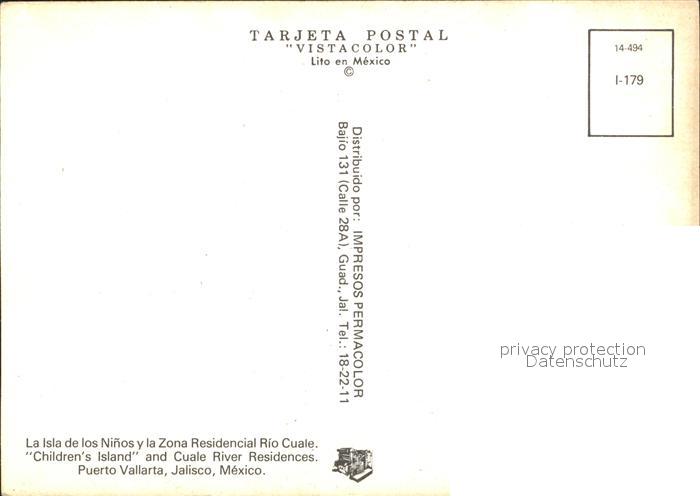 TARJETA POSTAL
"VISTACOLOR"
Lito en México
©
14-494
I-179
Distribuido por: IMPRESOS PERMACOLOR
Bajío 131 (Calle 28A), Guad., Jal. Tel.: 18-22-11
privacy protection
Datenschutz
La Isla de los Niños y la Zona Residencial Río Cuale.
"Children's Island" and Cuale River Residences.
Puerto Vallarta, Jalisco, México.